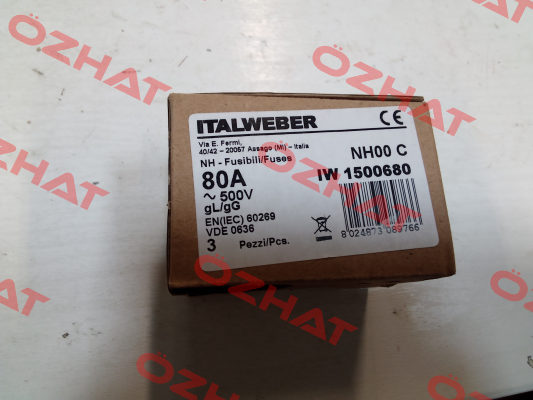 ITALWEBER
CE
Via E. Fermi,
40/42 - 20057 Assago (MI) - Italia
NH - Fusibili/Fuses
NH00 C
80A
IW 1500680
~ 500V
gL/gG
EN(IEC) 60269
VDE 0636
3 Pezzi/Pcs.
8 024873 089766
ÖZHAT
ÖZHAT
ÖZHAT
ÖZHAT
ÖZHAT
ÖZHAT
ÖZHAT